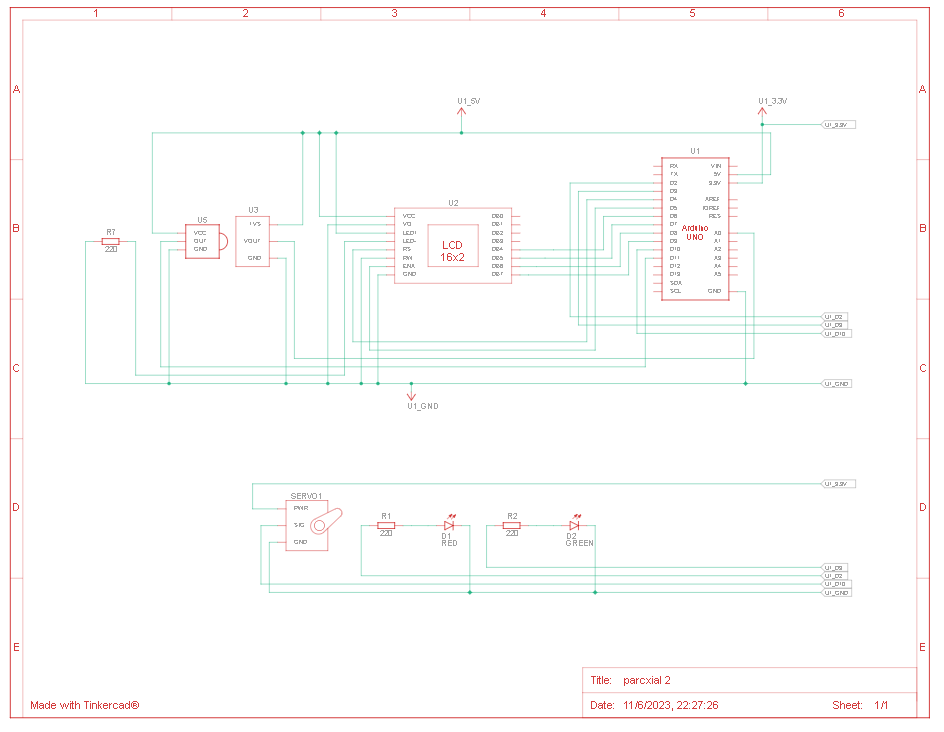 1 2 3 4 5 6
A A
U1_5V U1_3.3V
U1_3.3V
U1
RX VIN
TX 5V
D2 3.3V
D3
D4 AREF
D5 IOREF
D6 RES
D7
D8 A0
D9 A1
D10 A2
D11 A3
D12 A4
D13 A5
SDA
SCL GND
Arduino
UNO
B B
U5
VCC
OUT
GND
U3
+VS
VOUT
GND
U2
VCC DB0
VO DB1
LED+ DB2
LED- DB3
RS DB4
RW DB5
ENA DB6
GND DB7
LCD
16x2
R7
220
U1_D2
U1_D3
U1_D10
C C
U1_GND
U1_GND
U1_3.3V
D D
SERVO1
PWR
SIG
GND
R1
220
D1
RED
R2
220
D2
GREEN
U1_D3
U1_D2
U1_D10
U1_GND
E E
Title: parcxial 2
Made with Tinkercad®
Date: 11/6/2023, 22:27:26 Sheet: 1/1